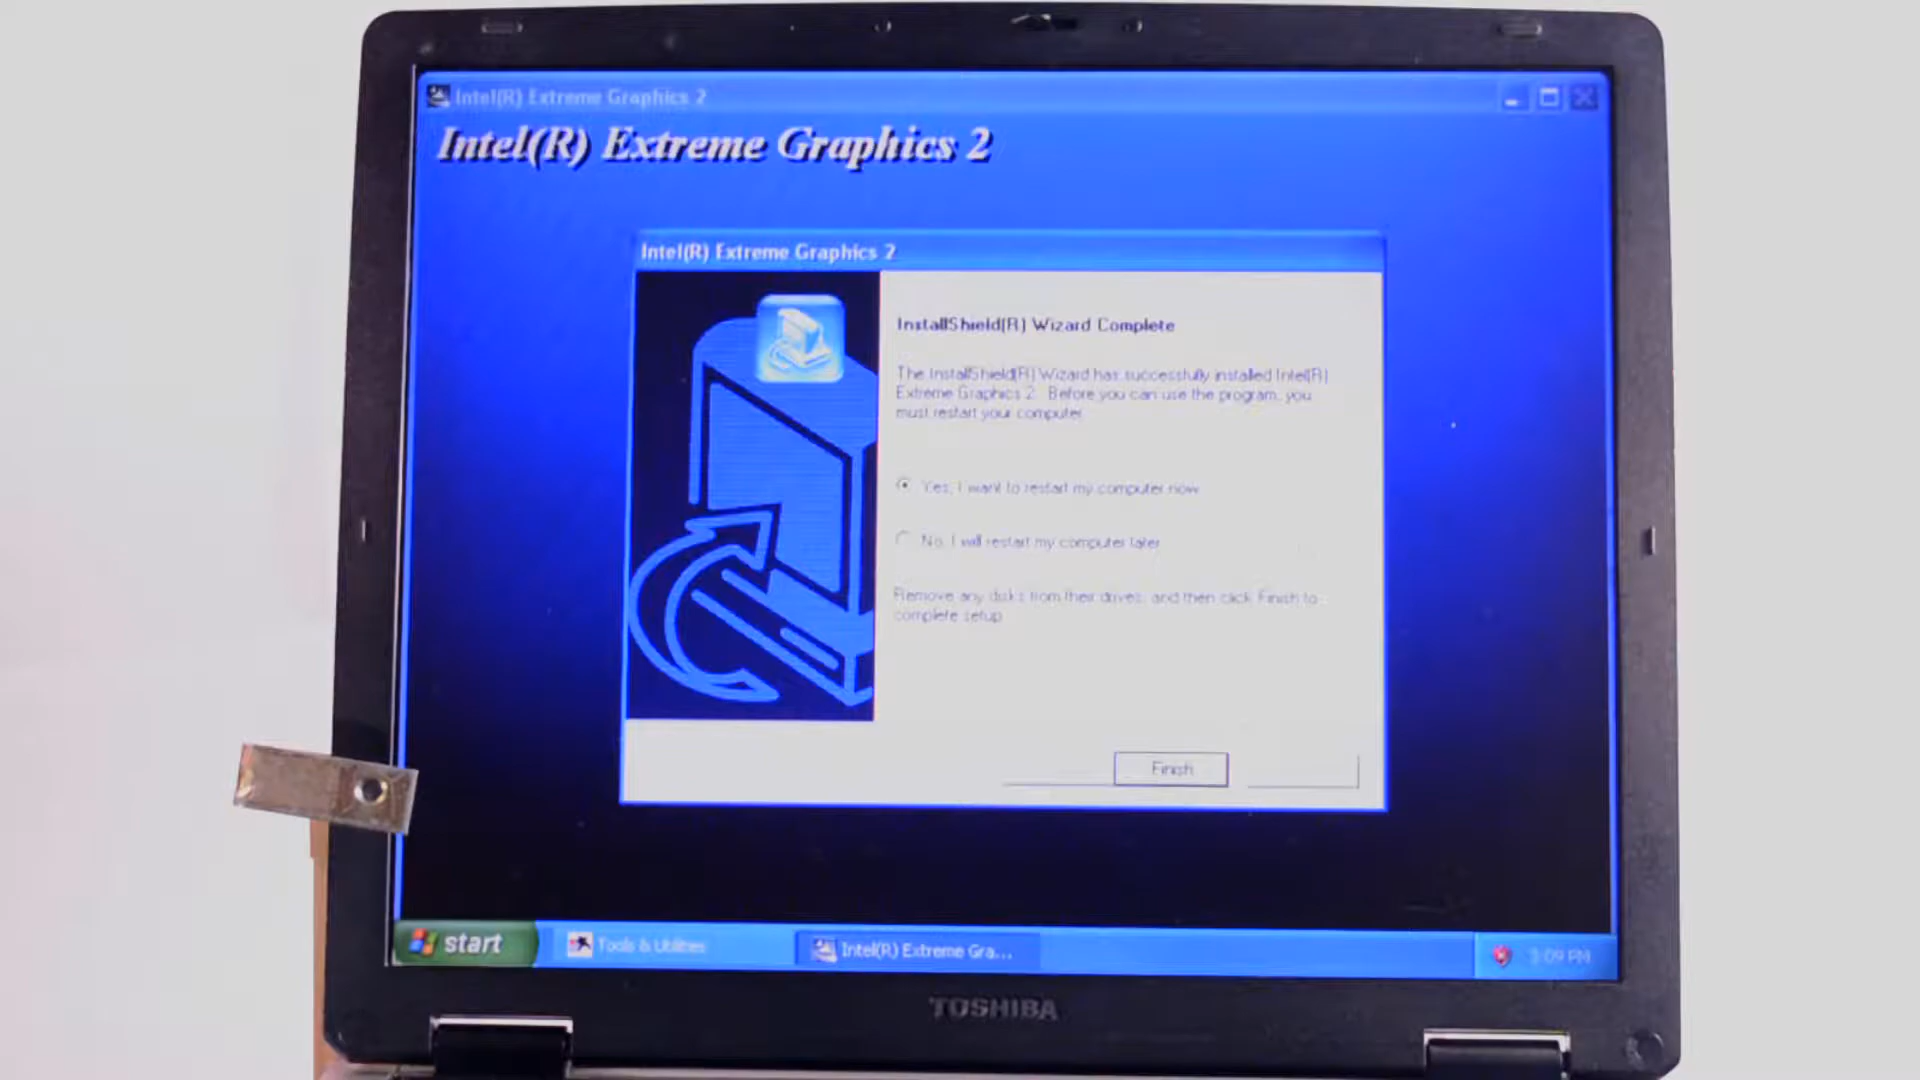 Intel(R) Extreme Graphics 2
Intel(R) Extreme Graphics 2
Intel(R) Extreme Graphics 2
InstallShield(R) Wizard Complete
The InstallShield(R) Wizard has successfully installed Intel(R)
Extreme Graphics 2. Before you can use the program, you
must restart your computer.
Yes, I want to restart my computer now.
No, I will restart my computer later.
Remove any disks from their drives, and then click Finish to
complete setup.
Finish
start
Tools & Utilities
Intel(R) Extreme Gra...
3:09 PM
TOSHIBA